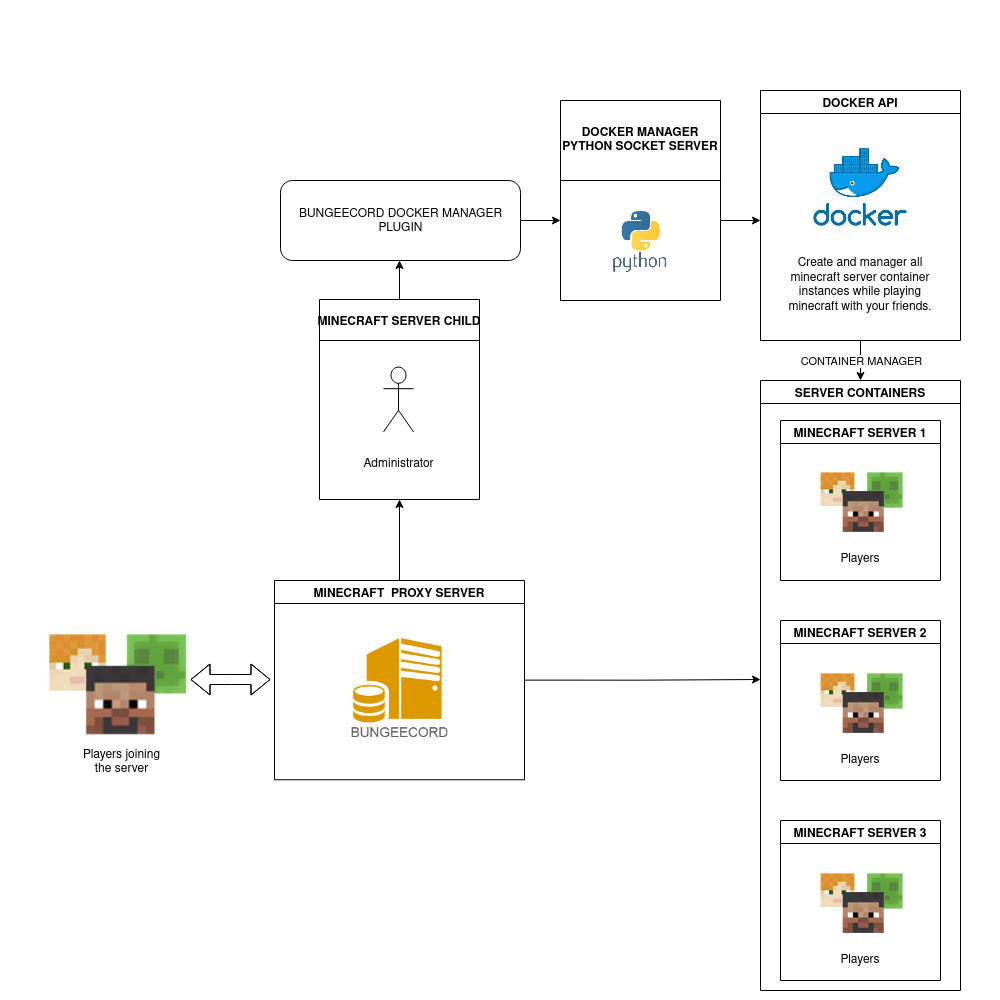 DOCKER API
DOCKER MANAGER
PYTHON SOCKET SERVER
docker
BUNGEECORD DOCKER MANAGER
PLUGIN
python
Create and manager all
minecraft server container
instances while playing
minecraft with your friends.
MINECRAFT SERVER CHILD
Administrator
CONTAINER MANAGER
SERVER CONTAINERS
MINECRAFT SERVER 1
Players
MINECRAFT  PROXY SERVER
BUNGEECORD
Players joining
the server
MINECRAFT SERVER 2
Players
MINECRAFT SERVER 3
Players